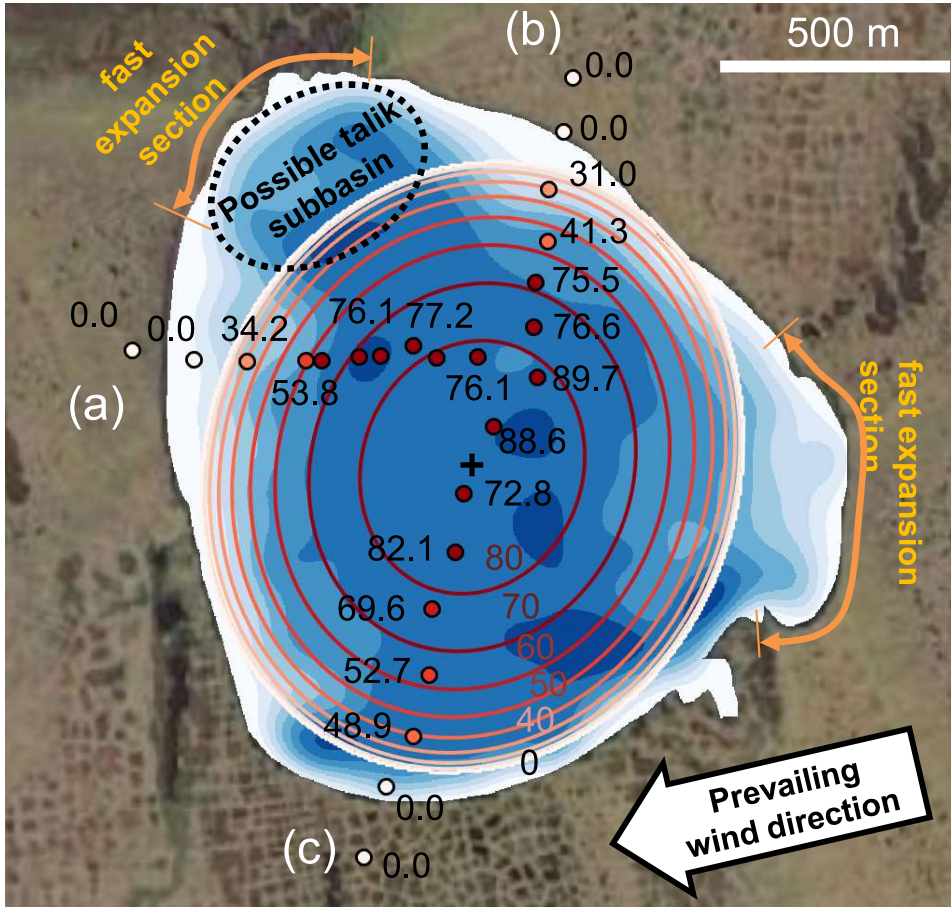 (b)
500 m
fast
expansion
section
0.0
0.0
Possible talik
subbasin
31.0
41.3
75.5
76.6
89.7
0.0
0.0
34.2
76.1
77.2
53.8
76.1
(a)
fast expansion
section
88.6
72.8
82.1
80
69.6
70
60
52.7
50
48.9
40
0
0.0
(c)
0.0
Prevailing
wind direction